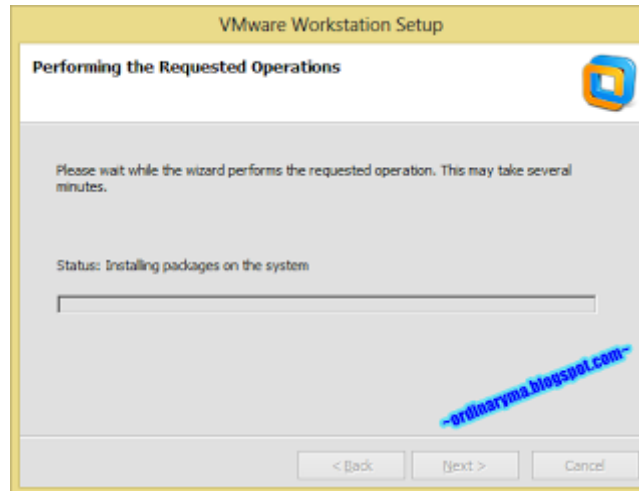 VMware Workstation Setup
Performing the Requested Operations
Please wait while the wizard performs the requested operation. This may take several
minutes.
Status: Installing packages on the system
~ordinaryma.blogspot.com~
< Back
Next >
Cancel